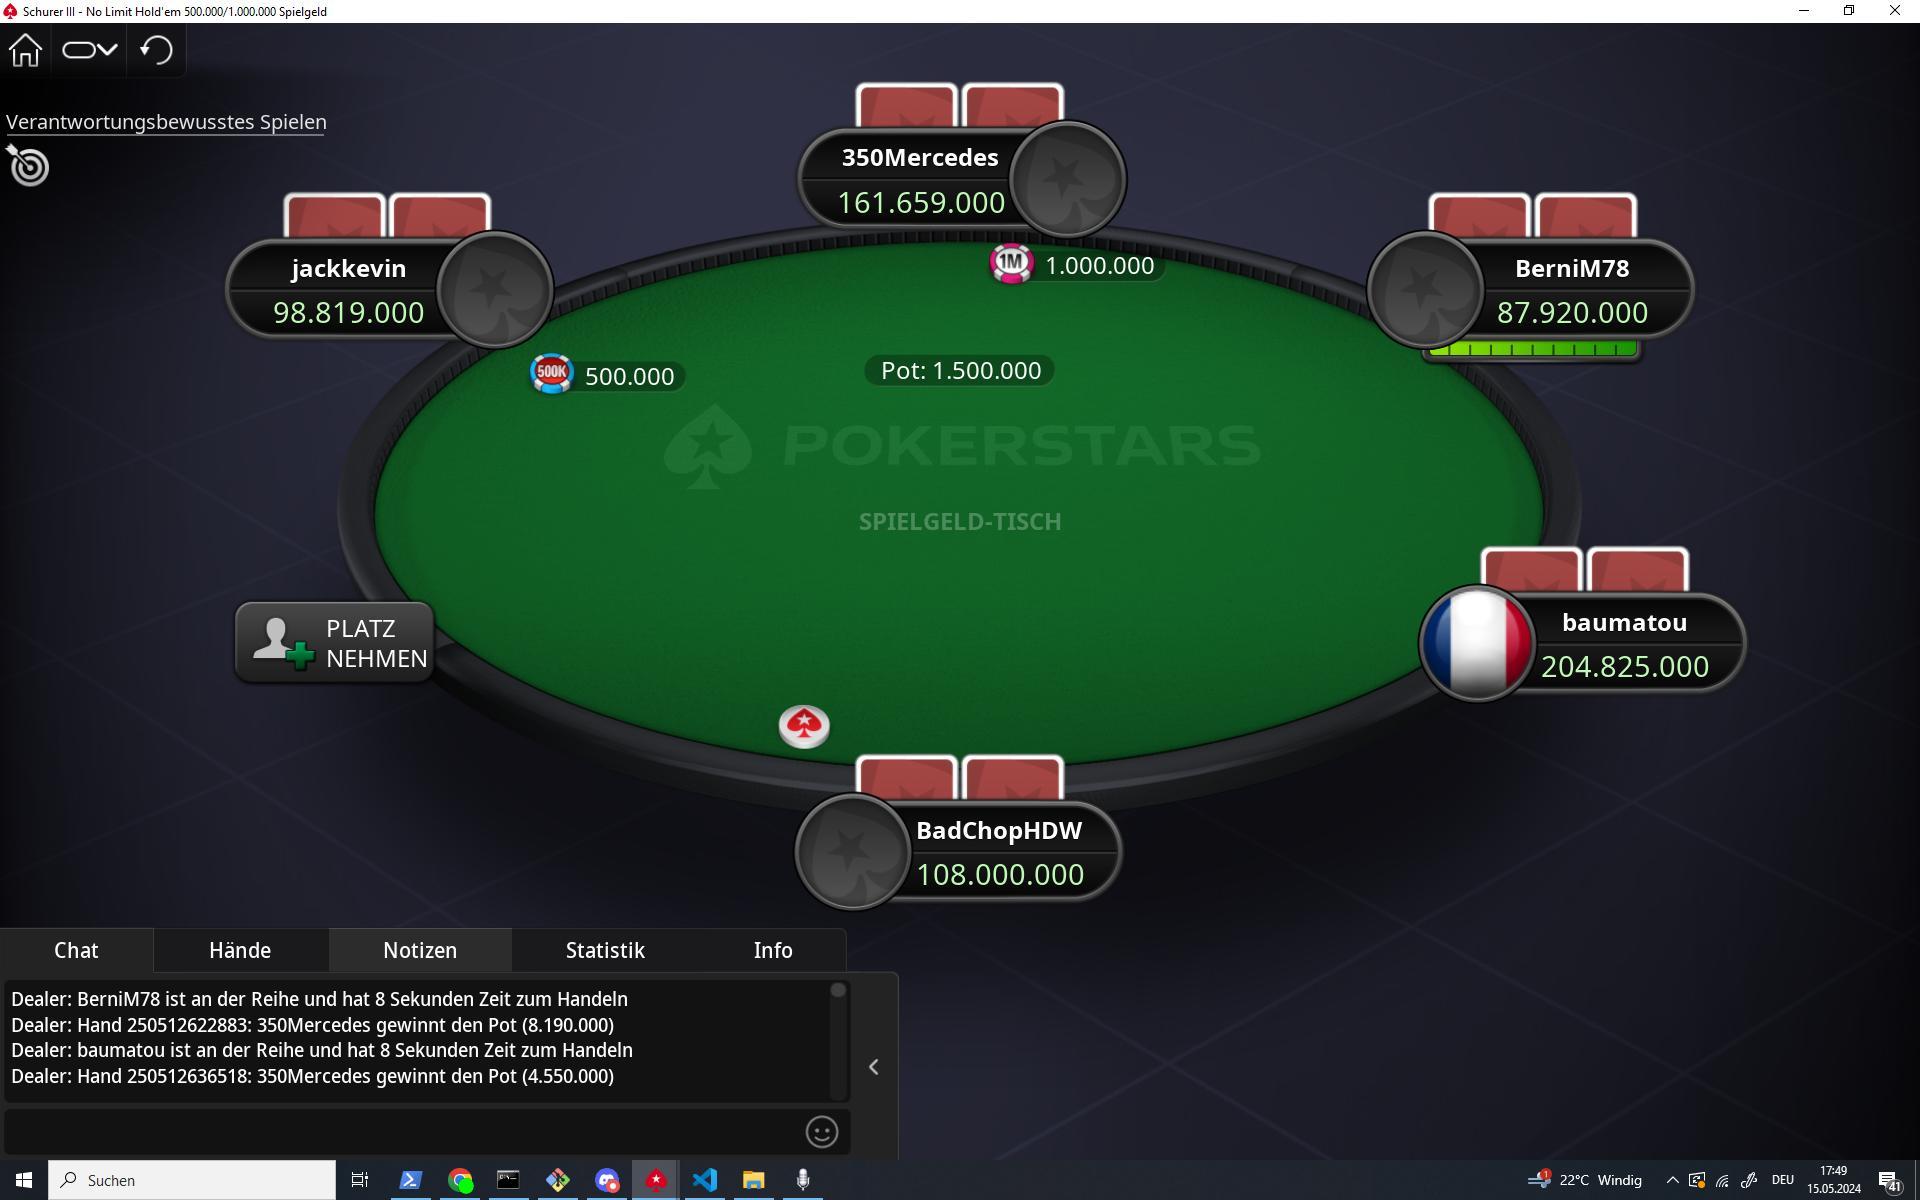 Schurer III - No Limit Hold'em 500.000/1.000.000 Spielgeld
Verantwortungsbewusstes Spielen
350Mercedes
161.659.000
jackkevin
98.819.000
BerniM78
87.920.000
1M 1.000.000
500K 500.000
Pot: 1.500.000
POKERSTARS
SPIELGELD-TISCH
PLATZ
NEHMEN
baumatou
204.825.000
BadChopHDW
108.000.000
Chat Hände Notizen Statistik Info
Dealer: BerniM78 ist an der Reihe und hat 8 Sekunden Zeit zum Handeln
Dealer: Hand 250512622883: 350Mercedes gewinnt den Pot (8.190.000)
Dealer: baumatou ist an der Reihe und hat 8 Sekunden Zeit zum Handeln
Dealer: Hand 250512636518: 350Mercedes gewinnt den Pot (4.550.000)
Suchen
1 22°C Windig
DEU
17:49
15.05.2024
41